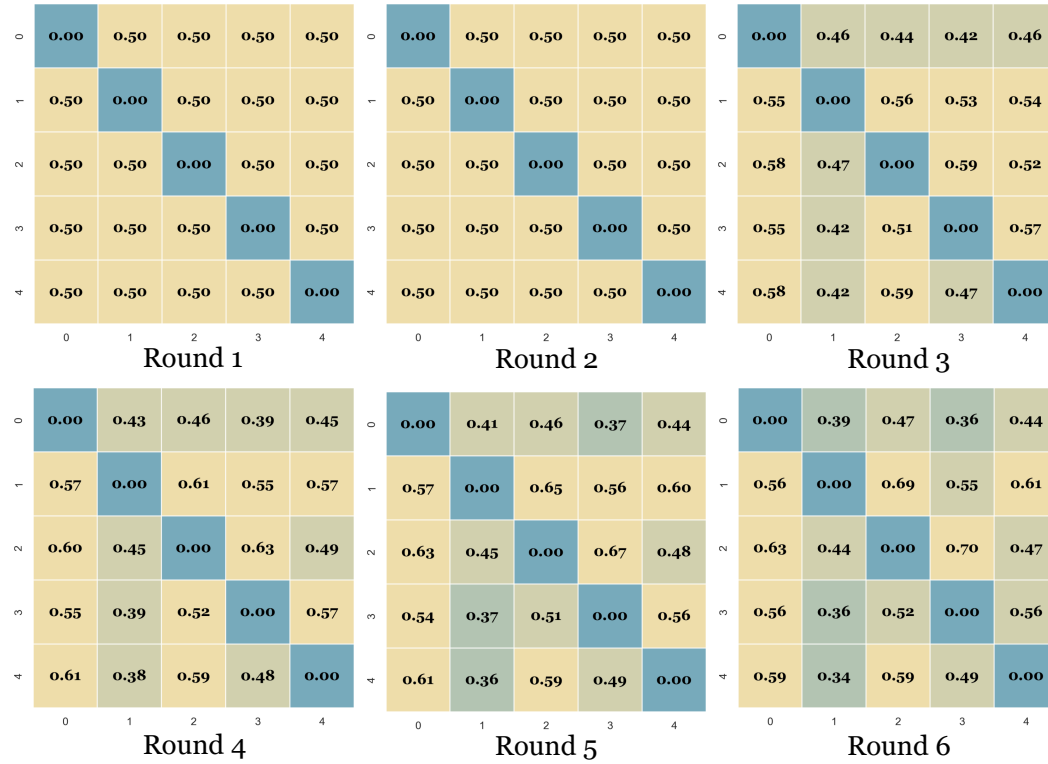 0 0.00 0.50 0.50 0.50 0.50
1 0.50 0.00 0.50 0.50 0.50
2 0.50 0.50 0.00 0.50 0.50
3 0.50 0.50 0.50 0.00 0.50
4 0.50 0.50 0.50 0.50 0.00
0 1 2 3 4
Round 1
0 0.00 0.50 0.50 0.50 0.50
1 0.50 0.00 0.50 0.50 0.50
2 0.50 0.50 0.00 0.50 0.50
3 0.50 0.50 0.50 0.00 0.50
4 0.50 0.50 0.50 0.50 0.00
0 1 2 3 4
Round 2
0 0.00 0.46 0.44 0.42 0.46
1 0.55 0.00 0.56 0.53 0.54
2 0.58 0.47 0.00 0.59 0.52
3 0.55 0.42 0.51 0.00 0.57
4 0.58 0.42 0.59 0.47 0.00
0 1 2 3 4
Round 3
0 0.00 0.43 0.46 0.39 0.45
1 0.57 0.00 0.61 0.55 0.57
2 0.60 0.45 0.00 0.63 0.49
3 0.55 0.39 0.52 0.00 0.57
4 0.61 0.38 0.59 0.48 0.00
0 1 2 3 4
Round 4
0 0.00 0.41 0.46 0.37 0.44
1 0.57 0.00 0.65 0.56 0.60
2 0.63 0.45 0.00 0.67 0.48
3 0.54 0.37 0.51 0.00 0.56
4 0.61 0.36 0.59 0.49 0.00
0 1 2 3 4
Round 5
0 0.00 0.39 0.47 0.36 0.44
1 0.56 0.00 0.69 0.55 0.61
2 0.63 0.44 0.00 0.70 0.47
3 0.56 0.36 0.52 0.00 0.56
4 0.59 0.34 0.59 0.49 0.00
0 1 2 3 4
Round 6